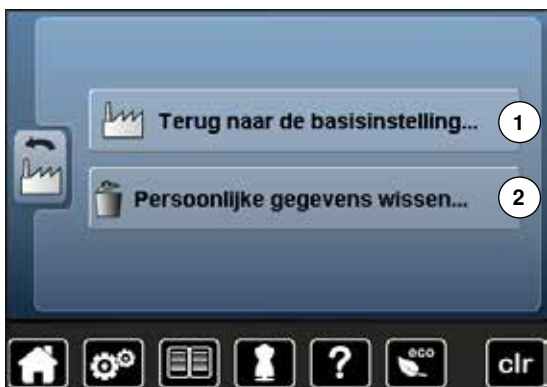 Terug naar de basisinstelling... 1
Persoonlijke gegevens wissen... 2
? eco clr